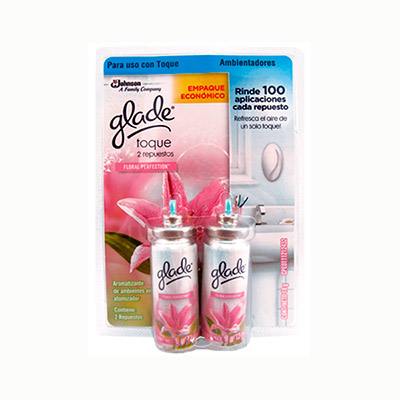 Para uso con Toque
Ambientadores
SC Johnson
A Family Company
EMPAQUE
ECONÓMICO
Rinde 100
aplicaciones
cada repuesto
Refresca el aire de
un solo toque!
glade
toque
2 repuestos
FLORAL PERFECTION
Aromatizante
de ambientes en
atomizador
Contiene
2 Repuestos
glade
glade